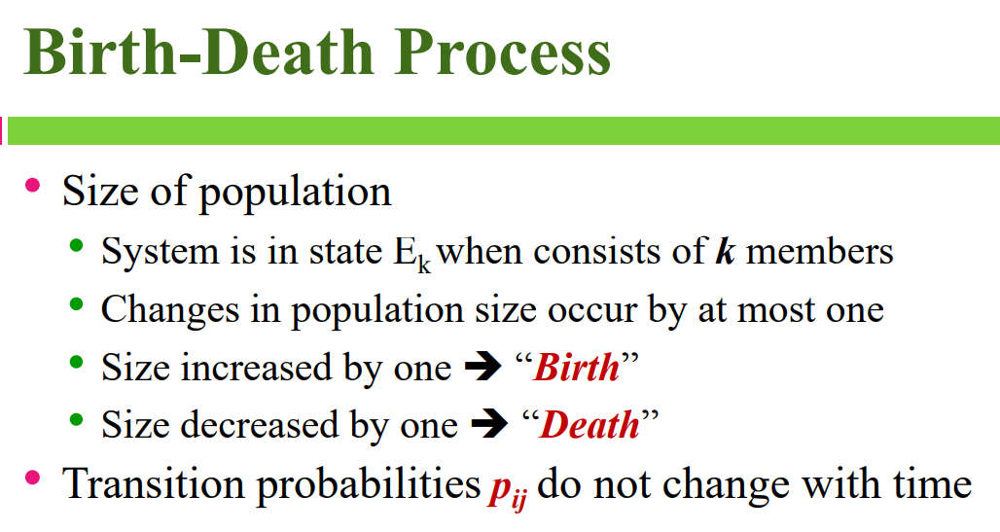 Birth-Death Process
• Size of population
• System is in state Ek when consists of k members
• Changes in population size occur by at most one
• Size increased by one ➔ “Birth”
• Size decreased by one ➔ “Death”
• Transition probabilities pij do not change with time